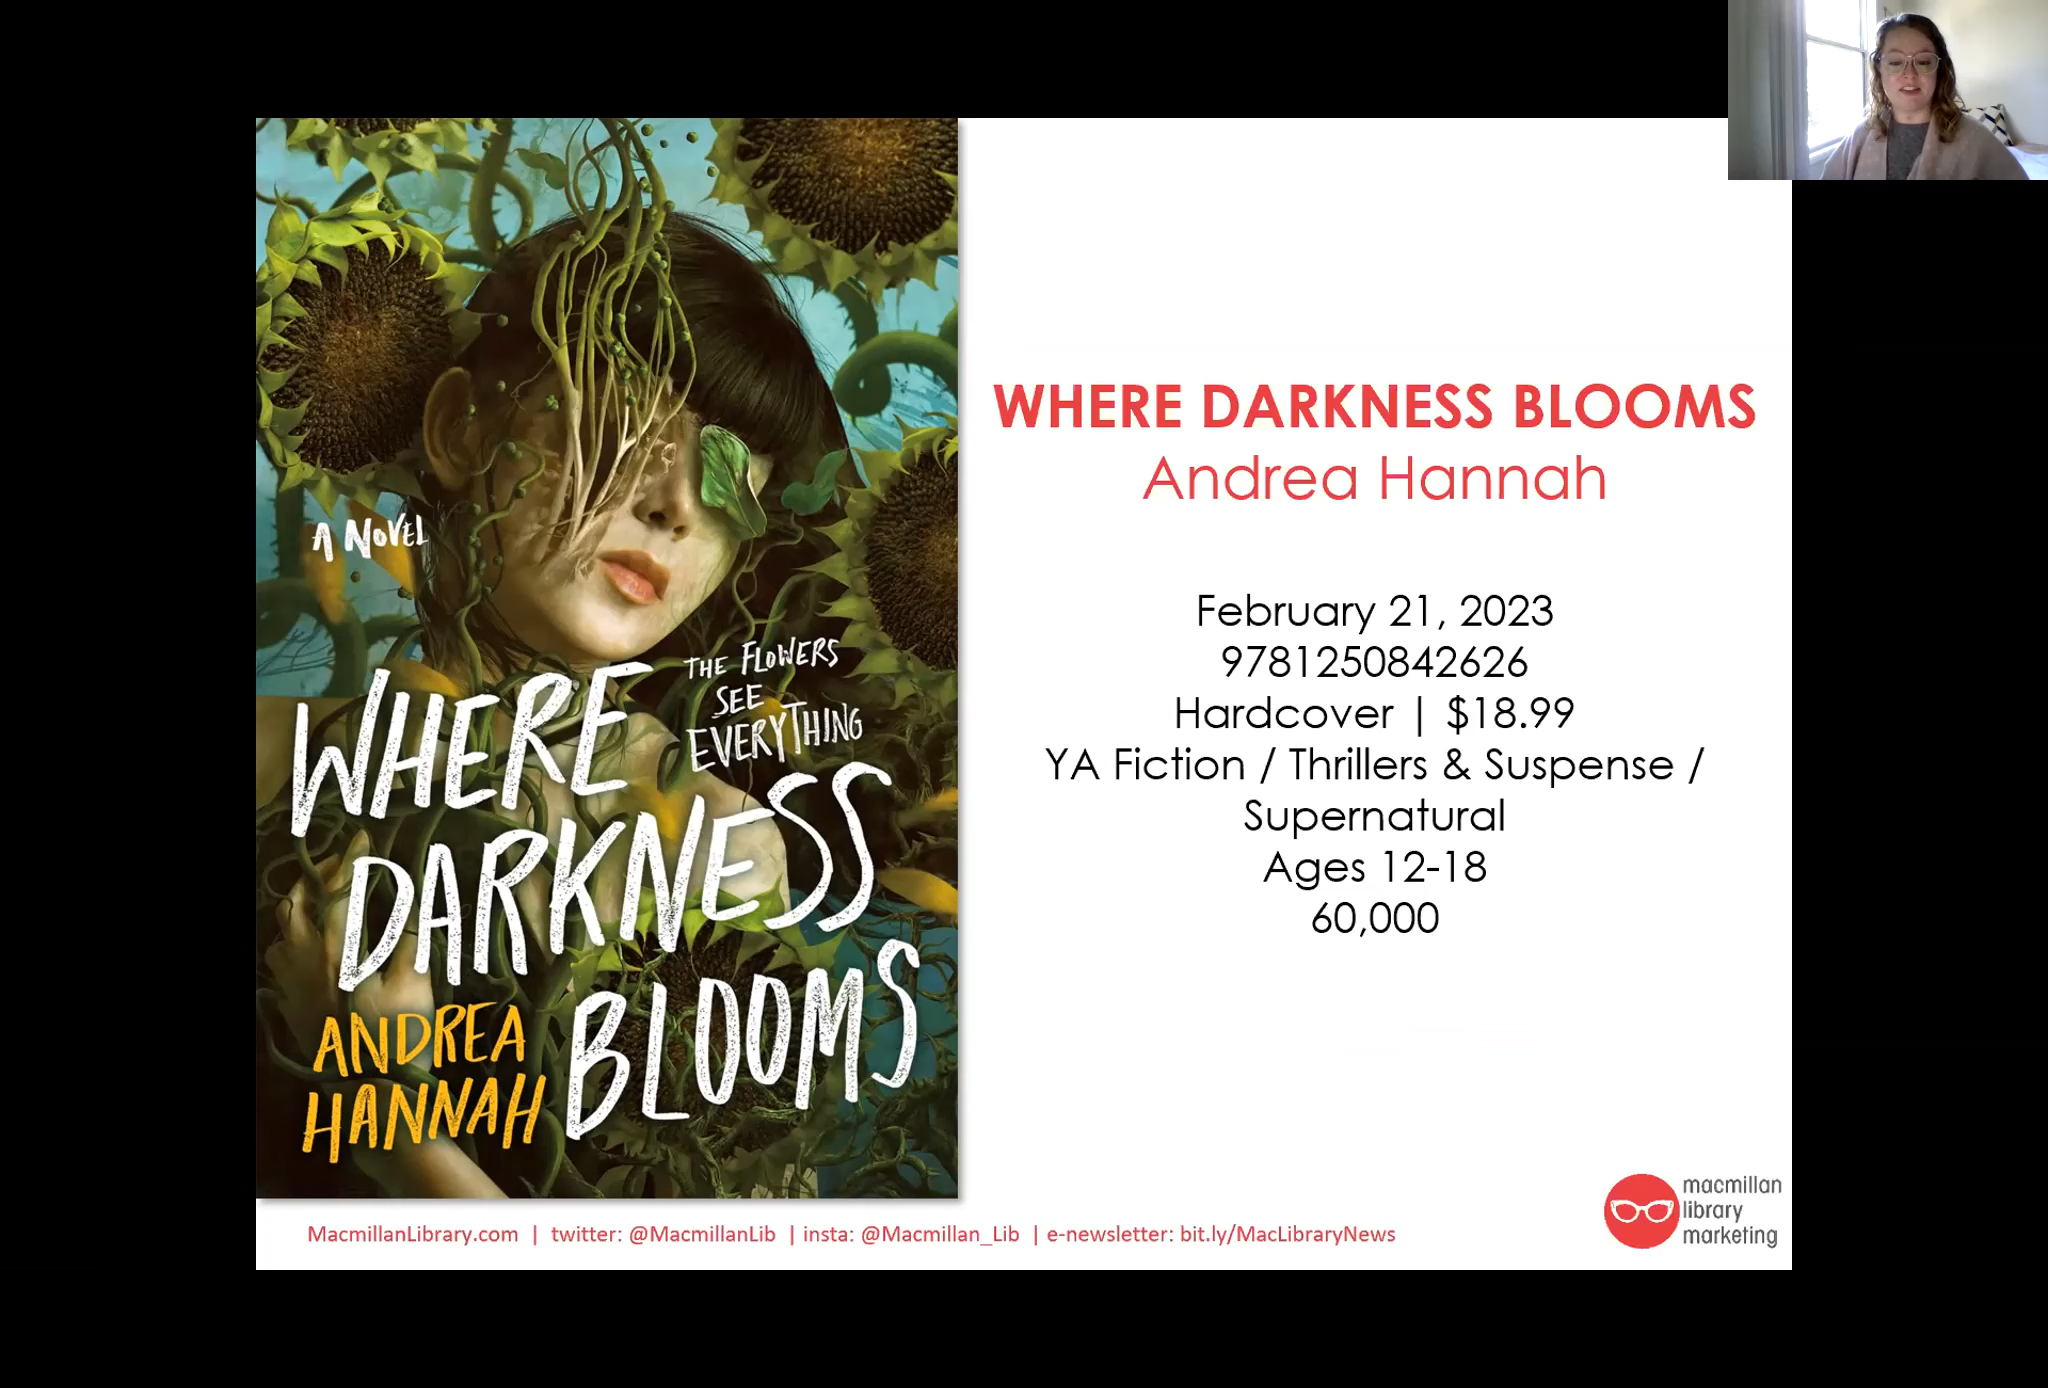 A NOVEL
THE FLOWERS
SEE
EVERYTHING
WHERE
DARKNESS
BLOOMS
ANDREA
HANNAH
WHERE DARKNESS BLOOMS
Andrea Hannah
February 21, 2023
9781250842626
Hardcover | $18.99
YA Fiction / Thrillers & Suspense /
Supernatural
Ages 12-18
60,000
MacmillanLibrary.com | twitter: @MacmillanLib | insta: @Macmillan_Lib | e-newsletter: bit.ly/MacLibraryNews
macmillan
library
marketing